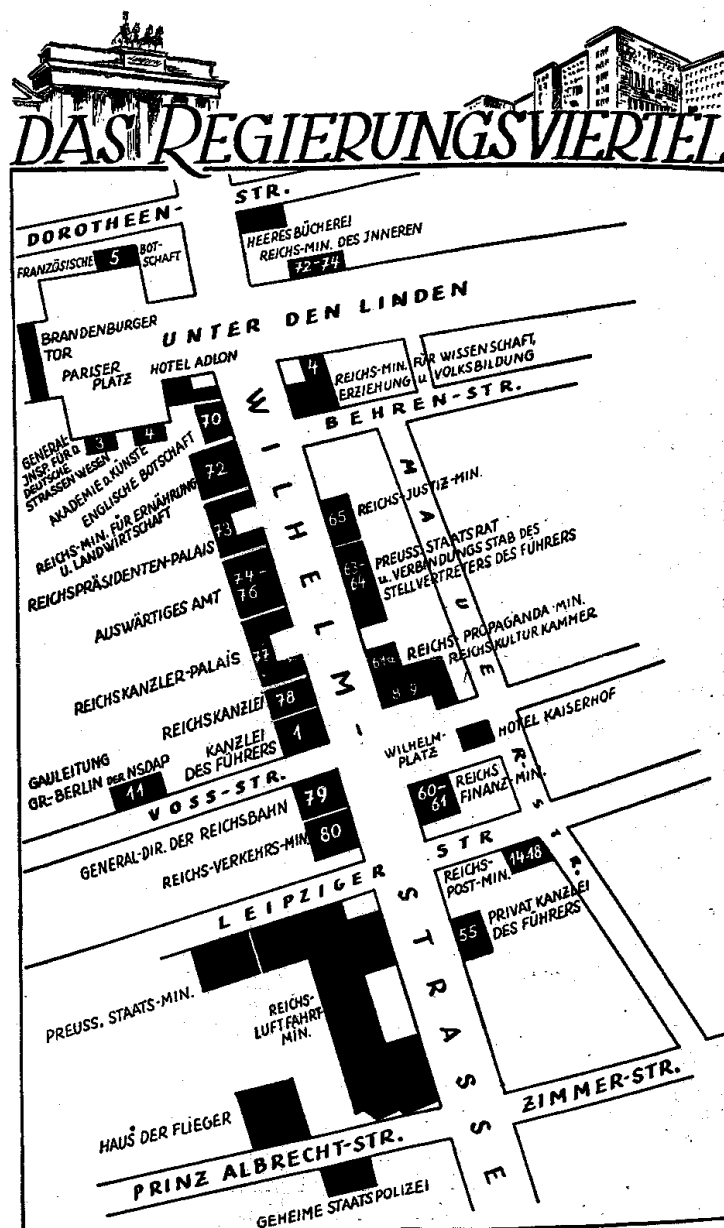 DAS REGIERUNGSVIERTEL
DOROTHEEN-
STR.
HEERESBÜCHEREI
REICHS-MIN. DES JNNEREN
72-74
FRANZÖSISCHE
5
BOT-
SCHAFT
BRANDENBURGER
TOR
PARISER
PLATZ
UNTER DEN LINDEN
HOTEL ADLON
4
REICHS-MIN. FÜR WISSENSCHAFT,
ERZIEHUNG u. VOLKSBILDUNG
BEHREN-STR.
GENERAL-
JNSP. FÜR D.
DEUTSCHE
STRASSENWESEN
3
4
AKADEMIE D. KÜNSTE
ENGLISCHE BOTSCHAFT
70
REICHS-MIN. FÜR ERNÄHRUNG
U. LANDWIRTSCHAFT
72
REICHSPRÄSIDENTEN-PALAIS
73
AUSWÄRTIGES AMT
74-
76
REICHSKANZLER-PALAIS
77
REICHSKANZLEI
78
KANZLEI
DES FÜHRERS
1
GAULEITUNG
GR.-BERLIN DER NSDAP
11
VOSS-STR.
WILHELM-
STRASSE
MAUER-STR.
65
REICHS-JUSTIZ-MIN.
63-
64
PREUSS. STAATSRAT
u. VERBINDUNGSSTAB DES
STELLVERTRETERS DES FÜHRERS
61a
8-9
REICHS-PROPAGANDA-MIN.
REICHSKULTURKAMMER
WILHELM-
PLATZ
HOTEL KAISERHOF
60-
61
REICHS
FINANZ-MIN.
GENERAL-DIR. DER REICHSBAHN
79
REICHS-VERKEHRS-MIN.
80
LEIPZIGER
STR
REICHS-
POST-MIN.
14-18
55
PRIVATKANZLEI
DES FÜHRERS
PREUSS. STAATS-MIN.
REICHS-
LUFTFAHRT-
MIN.
HAUS DER FLIEGER
PRINZ ALBRECHT-STR.
ZIMMER-STR.
GEHEIME STAATSPOLIZEI